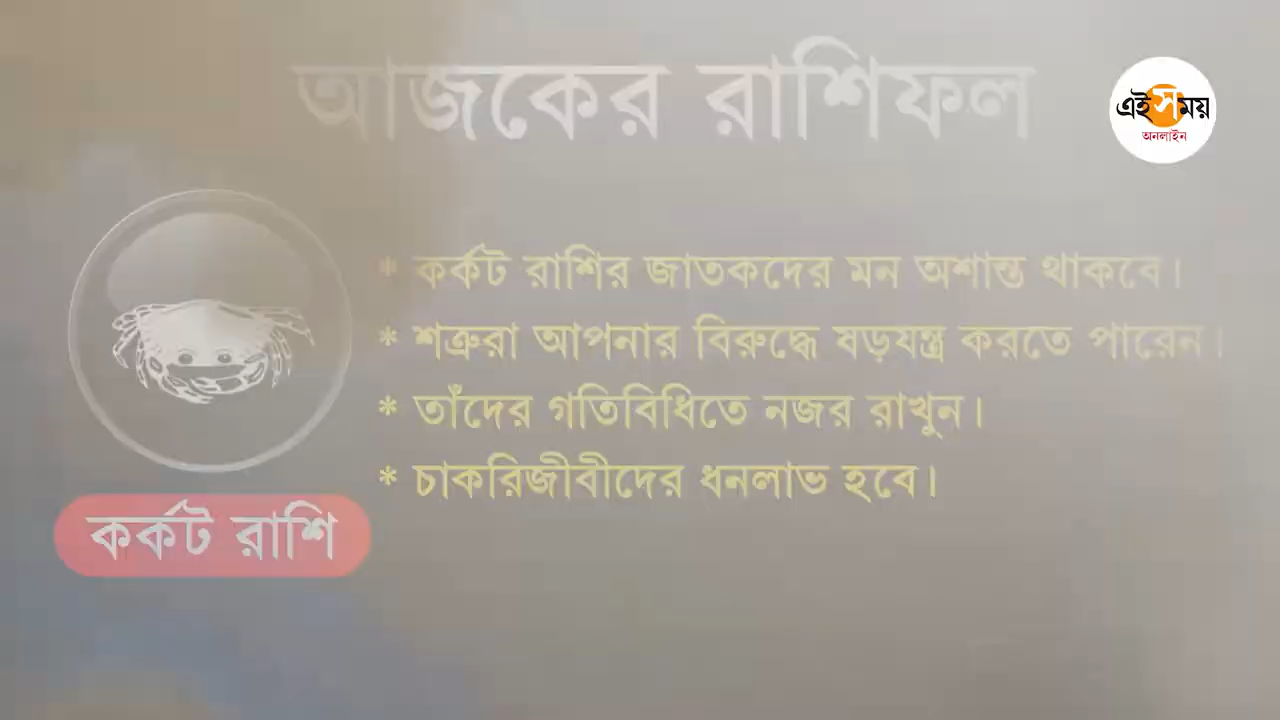 আজকের রাশিফল
এইসময়
অনলাইন
* কর্কট রাশির জাতকদের মন অশান্ত থাকবে।
* শত্রুরা আপনার বিরুদ্ধে ষড়যন্ত্র করতে পারেন।
* তাঁদের গতিবিধিতে নজর রাখুন।
* চাকরিজীবীদের ধনলাভ হবে।
কর্কট রাশি